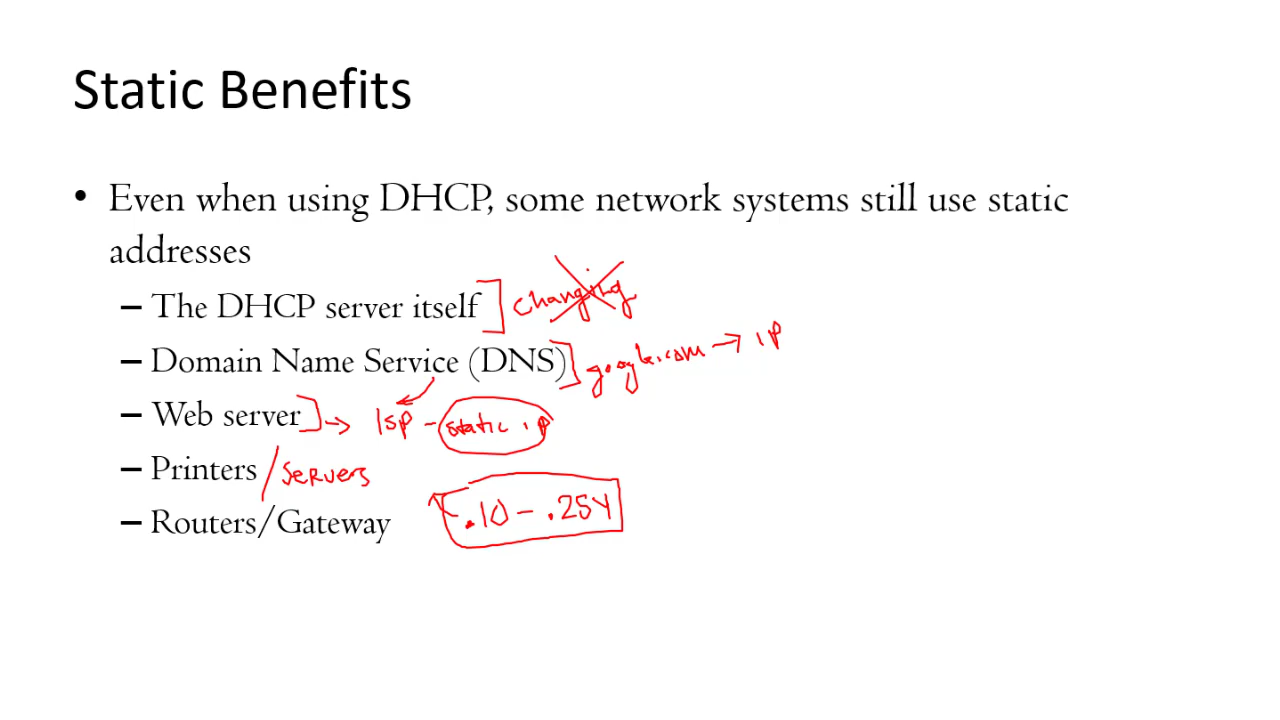 Static Benefits
• Even when using DHCP, some network systems still use static
addresses
– The DHCP server itself changing
– Domain Name Service (DNS) google.com → ip
– Web server → ISP - static ip
– Printers / Servers
– Routers/Gateway .10 - .254